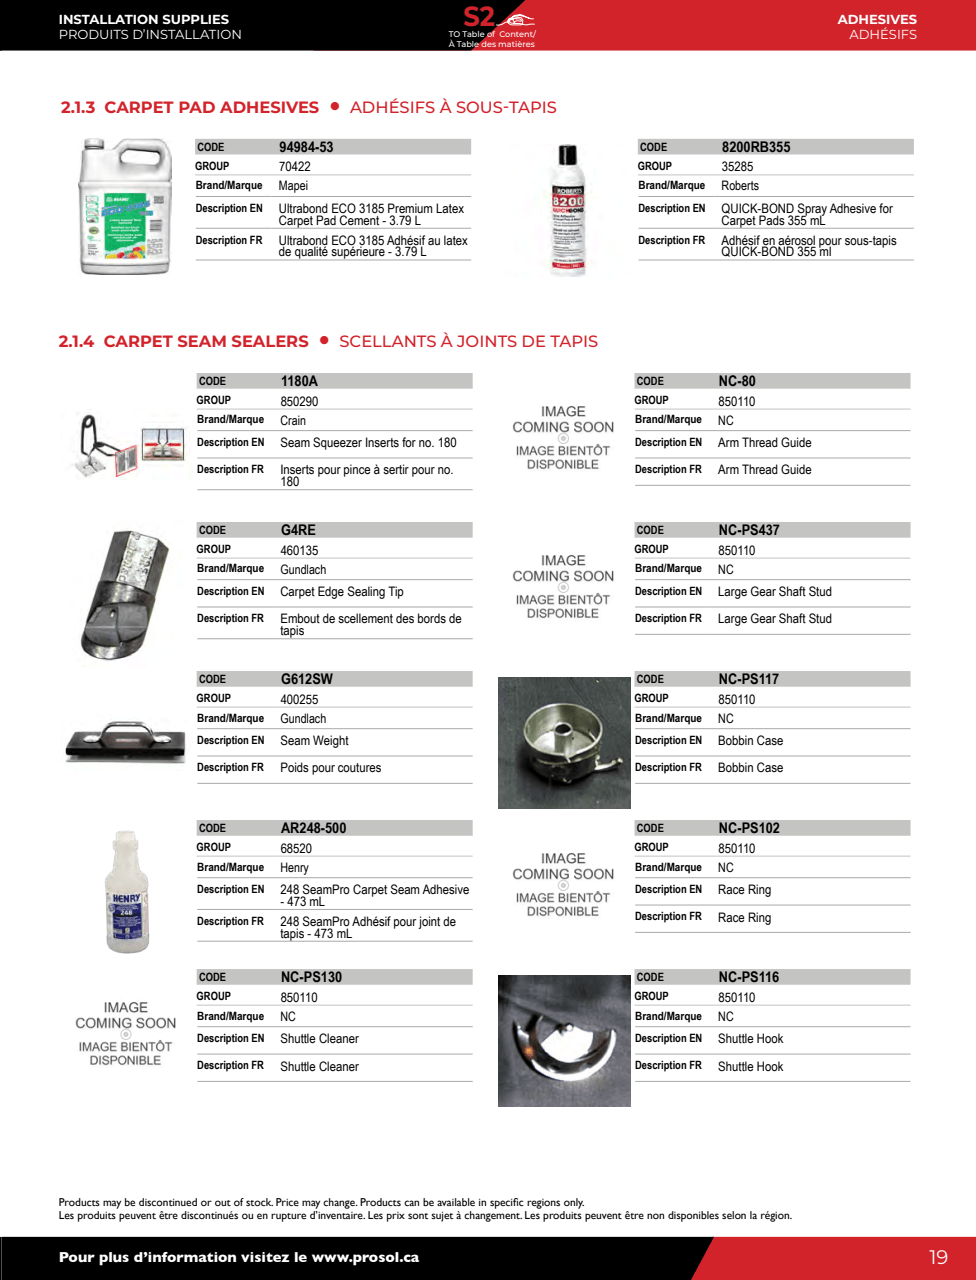 INSTALLATION SUPPLIES
PRODUITS D'INSTALLATION
S2
TO Table of Content/
À Table des matières
ADHESIVES
ADHÉSIFS
2.1.3 CARPET PAD ADHESIVES • ADHÉSIFS À SOUS-TAPIS
CODE 94984-53
GROUP 70422
Brand/Marque Mapei
Description EN Ultrabond ECO 3185 Premium Latex
Carpet Pad Cement - 3.79 L
Description FR Ultrabond ECO 3185 Adhésif au latex
de qualité supérieure - 3.79 L
ROBERTS
8200
CODE 8200RB355
GROUP 35285
Brand/Marque Roberts
Description EN QUICK-BOND Spray Adhesive for
Carpet Pads 355 mL
Description FR Adhésif en aérosol pour sous-tapis
QUICK-BOND 355 ml
2.1.4 CARPET SEAM SEALERS • SCELLANTS À JOINTS DE TAPIS
CODE 1180A
GROUP 850290
Brand/Marque Crain
Description EN Seam Squeezer Inserts for no. 180
Description FR Inserts pour pince à sertir pour no.
180
IMAGE
COMING SOON
IMAGE BIENTÔT
DISPONIBLE
CODE NC-80
GROUP 850110
Brand/Marque NC
Description EN Arm Thread Guide
Description FR Arm Thread Guide
CODE G4RE
GROUP 460135
Brand/Marque Gundlach
Description EN Carpet Edge Sealing Tip
Description FR Embout de scellement des bords de
tapis
IMAGE
COMING SOON
IMAGE BIENTÔT
DISPONIBLE
CODE NC-PS437
GROUP 850110
Brand/Marque NC
Description EN Large Gear Shaft Stud
Description FR Large Gear Shaft Stud
CODE G612SW
GROUP 400255
Brand/Marque Gundlach
Description EN Seam Weight
Description FR Poids pour coutures
CODE NC-PS117
GROUP 850110
Brand/Marque NC
Description EN Bobbin Case
Description FR Bobbin Case
HENRY
248
CODE AR248-500
GROUP 68520
Brand/Marque Henry
Description EN 248 SeamPro Carpet Seam Adhesive
- 473 mL
Description FR 248 SeamPro Adhésif pour joint de
tapis - 473 mL
IMAGE
COMING SOON
IMAGE BIENTÔT
DISPONIBLE
CODE NC-PS102
GROUP 850110
Brand/Marque NC
Description EN Race Ring
Description FR Race Ring
IMAGE
COMING SOON
IMAGE BIENTÔT
DISPONIBLE
CODE NC-PS130
GROUP 850110
Brand/Marque NC
Description EN Shuttle Cleaner
Description FR Shuttle Cleaner
CODE NC-PS116
GROUP 850110
Brand/Marque NC
Description EN Shuttle Hook
Description FR Shuttle Hook
Products may be discontinued or out of stock. Price may change. Products can be available in specific regions only.
Les produits peuvent être discontinués ou en rupture d'inventaire. Les prix sont sujet à changement. Les produits peuvent être non disponibles selon la région.
Pour plus d'information visitez le www.prosol.ca
19